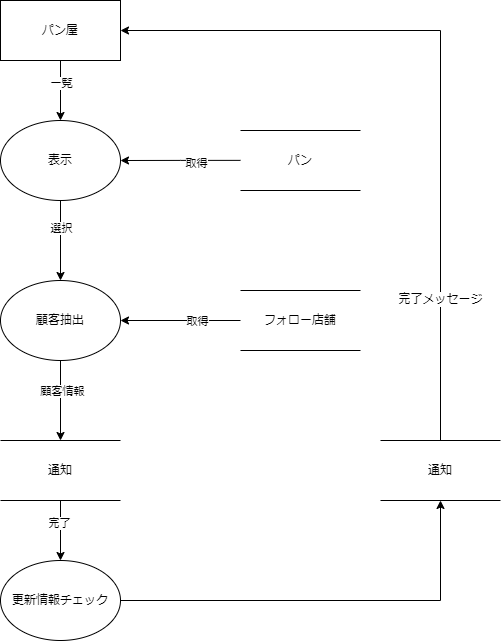 パン屋
一覧
表示
取得
パン
選択
完了メッセージ
顧客抽出
取得
フォロー店舗
顧客情報
通知
通知
完了
更新情報チェック